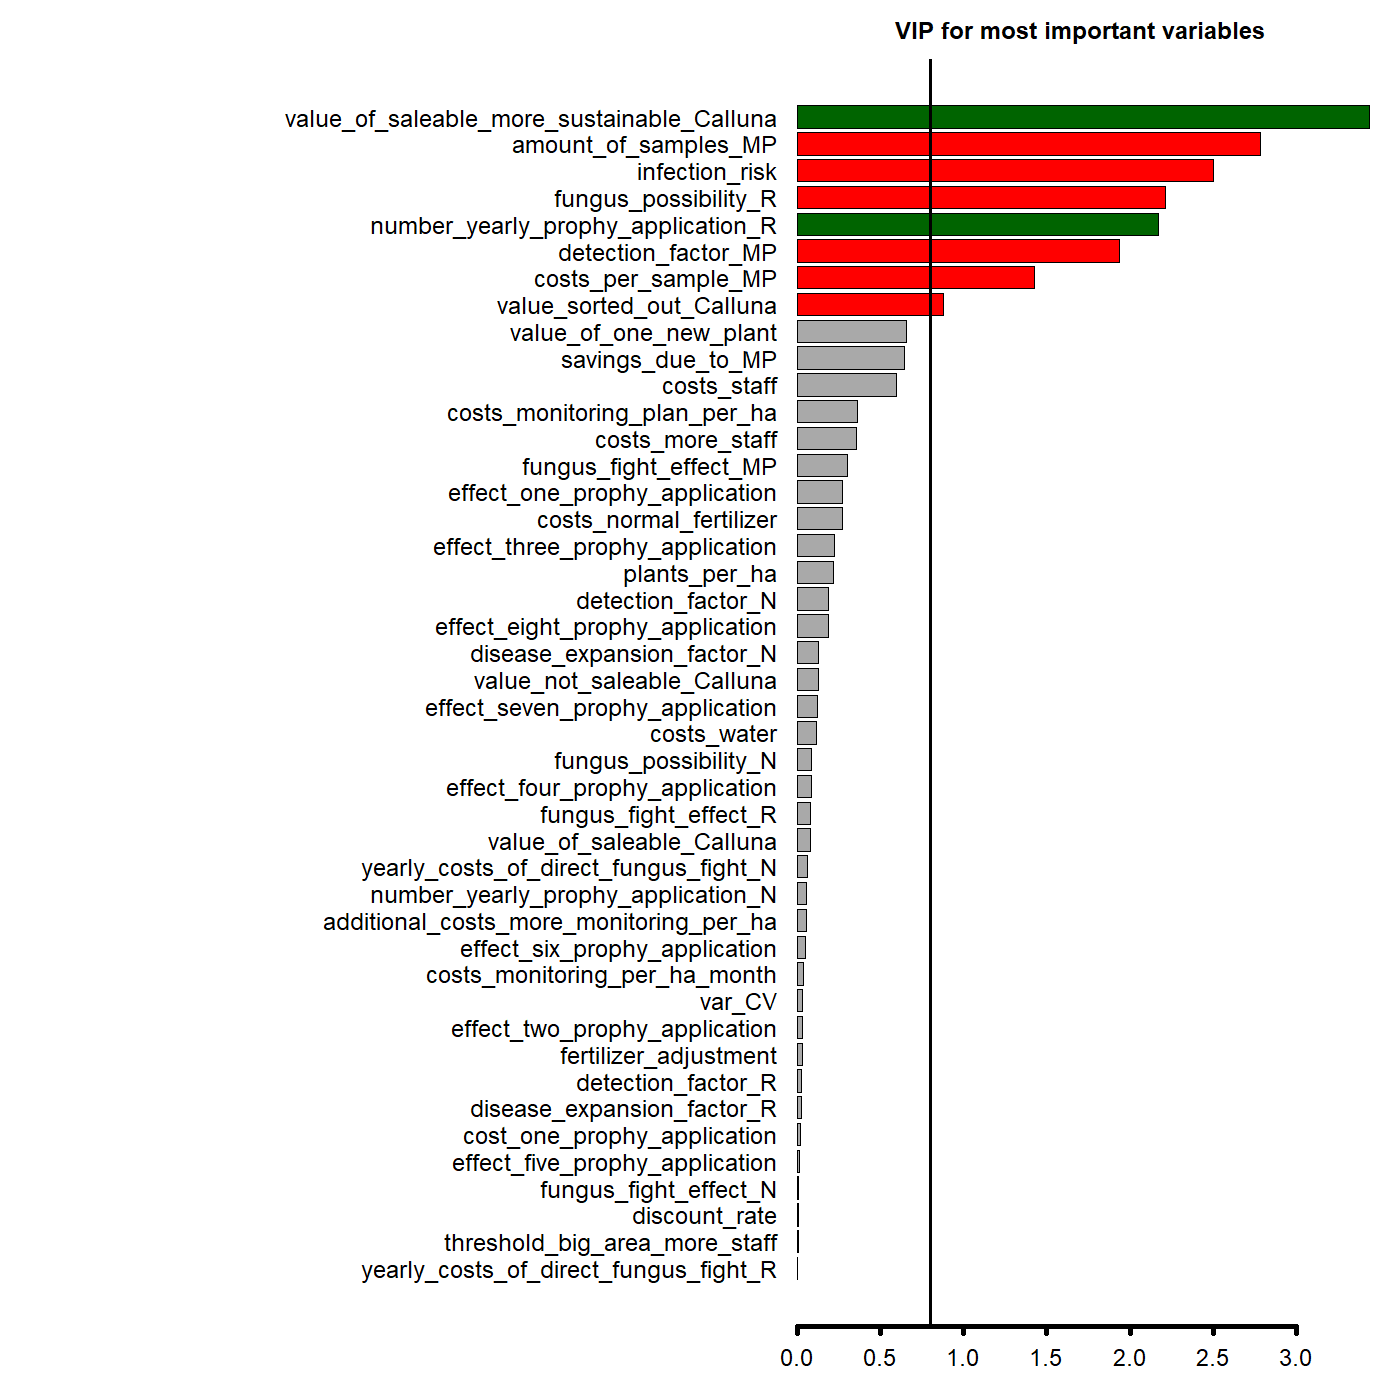 VIP for most important variables
value_of_saleable_more_sustainable_Calluna
amount_of_samples_MP
infection_risk
fungus_possibility_R
number_yearly_prophy_application_R
detection_factor_MP
costs_per_sample_MP
value_sorted_out_Calluna
value_of_one_new_plant
savings_due_to_MP
costs_staff
costs_monitoring_plan_per_ha
costs_more_staff
fungus_fight_effect_MP
effect_one_prophy_application
costs_normal_fertilizer
effect_three_prophy_application
plants_per_ha
detection_factor_N
effect_eight_prophy_application
disease_expansion_factor_N
value_not_saleable_Calluna
effect_seven_prophy_application
costs_water
fungus_possibility_N
effect_four_prophy_application
fungus_fight_effect_R
value_of_saleable_Calluna
yearly_costs_of_direct_fungus_fight_N
number_yearly_prophy_application_N
additional_costs_more_monitoring_per_ha
effect_six_prophy_application
costs_monitoring_per_ha_month
var_CV
effect_two_prophy_application
fertilizer_adjustment
detection_factor_R
disease_expansion_factor_R
cost_one_prophy_application
effect_five_prophy_application
fungus_fight_effect_N
discount_rate
threshold_big_area_more_staff
yearly_costs_of_direct_fungus_fight_R
0.0 0.5 1.0 1.5 2.0 2.5 3.0